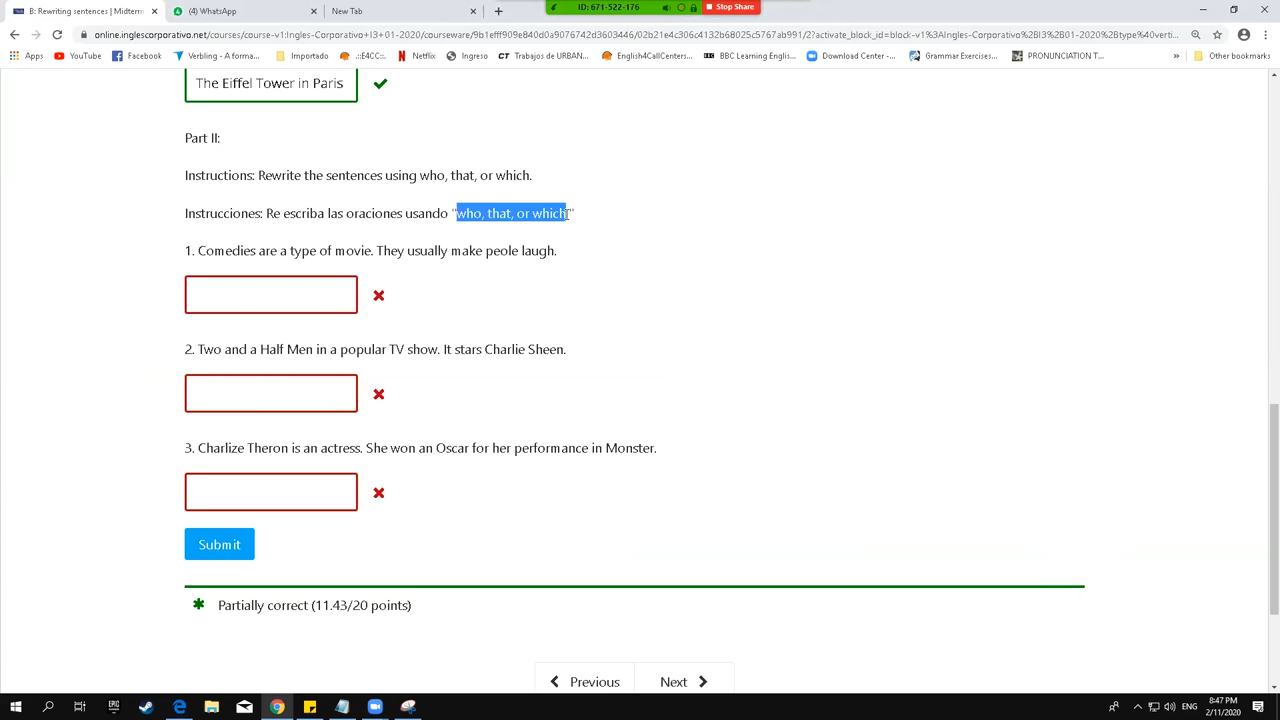 B: Rewriting sentences | Midterm
(4) WhatsApp
New Tab
ID: 671-522-176
Stop Share
online.inglescorporativo.net/courses/course-v1:Ingles-Corporativo+I3+01-2020/courseware/9b1efff909e840d0a9076742d3603446/02b21e4c306c4132b68025c5767ab991/2?activate_block_id=block-v1%3AIngles-Corporativo%2BI3%2B01-2020%2Btype%40verti...
Apps
YouTube
Facebook
Verbling - A forma...
Importado
.::E4CC::.
Netflix
Ingreso
CT Trabajos de URBAN...
English4CallCenters...
BBC Learning Engli...
Download Center -...
Grammar Exercises...
PRONUNCIATION T...
»
Other bookmarks
The Eiffel Tower in Paris
Part II:
Instructions: Rewrite the sentences using who, that, or which.
Instrucciones: Re escriba las oraciones usando "who, that, or which"
1. Comedies are a type of movie. They usually make peole laugh.
2. Two and a Half Men in a popular TV show. It stars Charlie Sheen.
3. Charlize Theron is an actress. She won an Oscar for her performance in Monster.
Submit
Partially correct (11.43/20 points)
Previous
Next
ENG
8:47 PM
2/11/2020